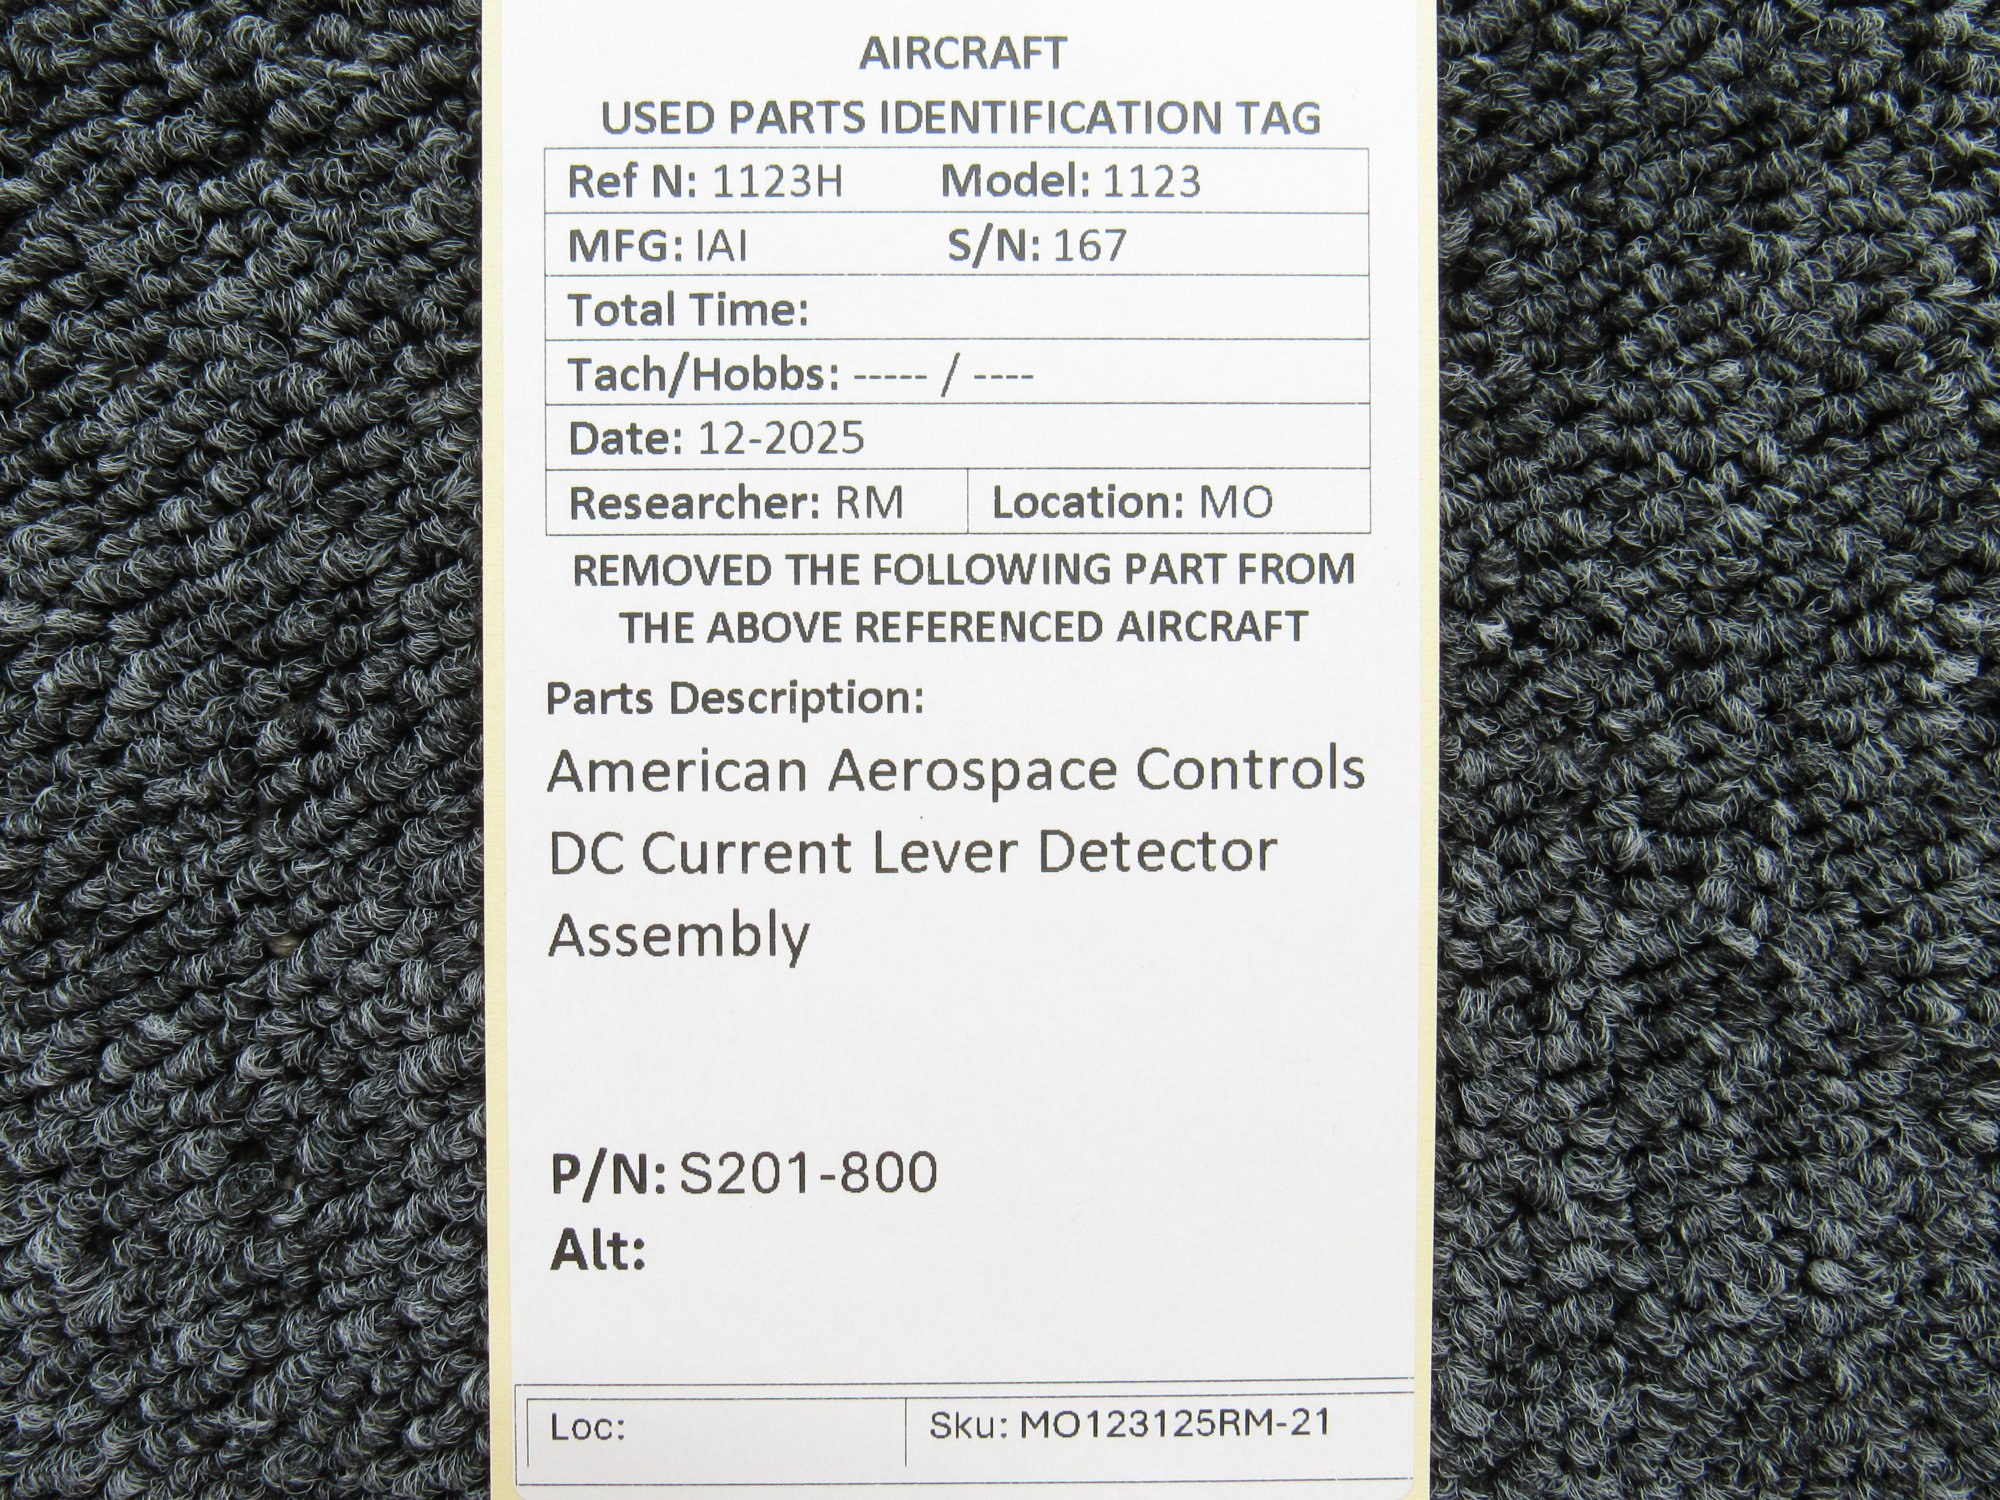 AIRCRAFT
USED PARTS IDENTIFICATION TAG
Ref N: 1123H Model: 1123
MFG: IAI S/N: 167
Total Time:
Tach/Hobbs: ----- / ----
Date: 12-2025
Researcher: RM Location: MO
REMOVED THE FOLLOWING PART FROM
THE ABOVE REFERENCED AIRCRAFT
Parts Description:
American Aerospace Controls
DC Current Lever Detector
Assembly
P/N: S201-800
Alt:
Loc: Sku: MO123125RM-21